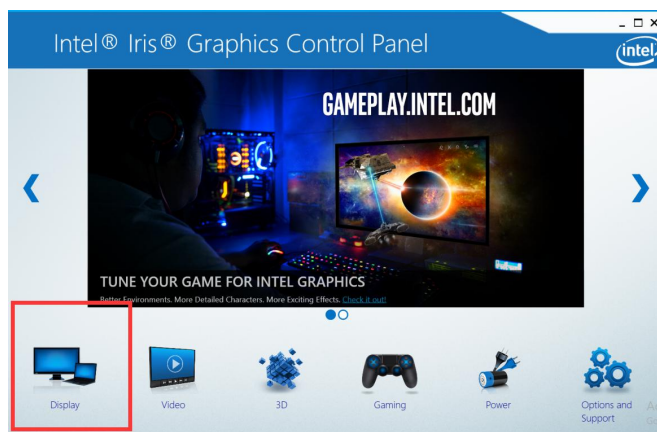 Intel® Iris® Graphics Control Panel
intel
GAMEPLAY.INTEL.COM
TUNE YOUR GAME FOR INTEL GRAPHICS
Better Environments. More Detailed Characters. More Exciting Effects. Check it out!
Display
Video
3D
Gaming
Power
Options and
Support